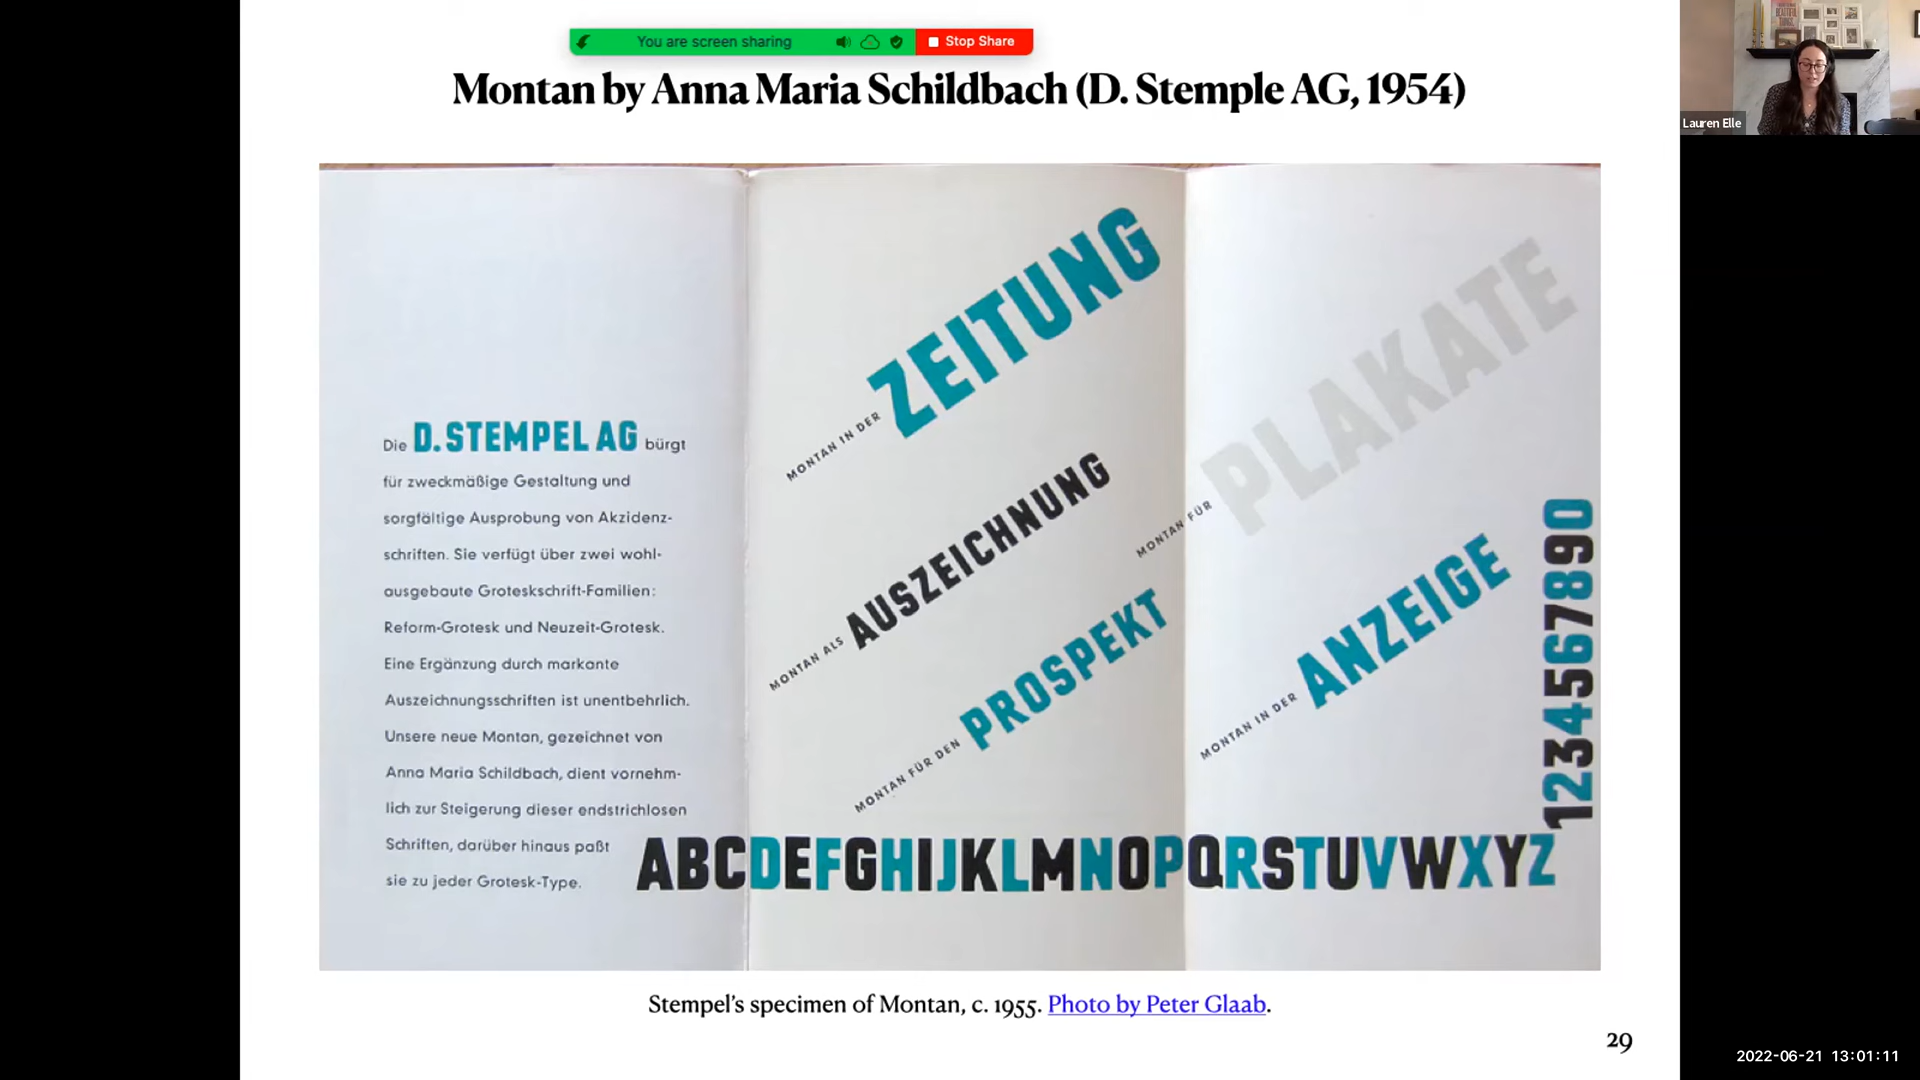 You are screen sharing
Stop Share
Montan by Anna Maria Schildbach (D. Stemple AG, 1954)
Lauren Elle
Die D. STEMPEL AG bürgt
für zweckmäßige Gestaltung und
sorgfältige Ausprobung von Akzidenz-
schriften. Sie verfügt über zwei wohl-
ausgebaute Groteskschrift-Familien:
Reform-Grotesk und Neuzeit-Grotesk.
Eine Ergänzung durch markante
Auszeichnungsschriften ist unentbehrlich.
Unsere neue Montan, gezeichnet von
Anna Maria Schildbach, dient vornehm-
lich zur Steigerung dieser endstrichlosen
Schriften, darüber hinaus paßt
sie zu jeder Grotesk-Type.
MONTAN IN DER ZEITUNG
MONTAN ALS AUSZEICHNUNG
MONTAN FÜR DEN PROSPEKT
MONTAN FÜR PLAKATE
MONTAN IN DER ANZEIGE
ABCDEFGHIJKLMNOPQRSTUVWXYZ
1234567890
Stempel's specimen of Montan, c. 1955. Photo by Peter Glaab.
29
2022-06-21 13:01:11